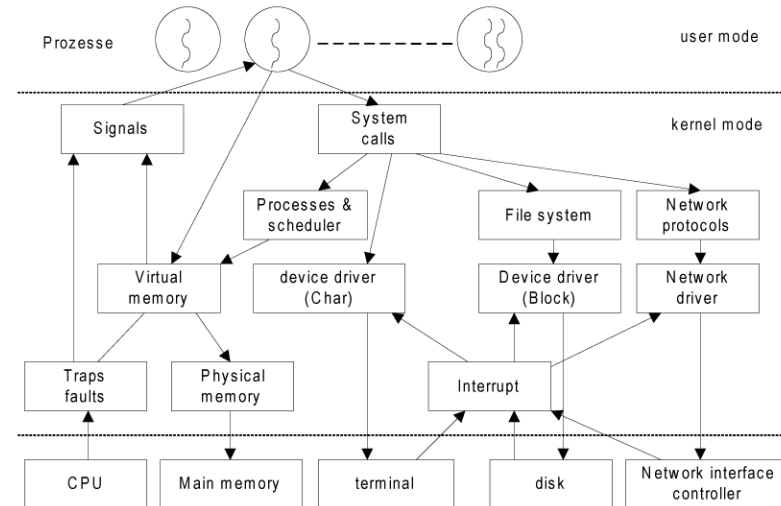 Prozesse
user mode
kernel mode
Signals
System
calls
Processes &
scheduler
File system
Network
protocols
Virtual
memory
device driver
(Char)
Device driver
(Block)
Network
driver
Traps
faults
Physical
memory
Interrupt
CPU
Main memory
terminal
disk
Network interface
controller